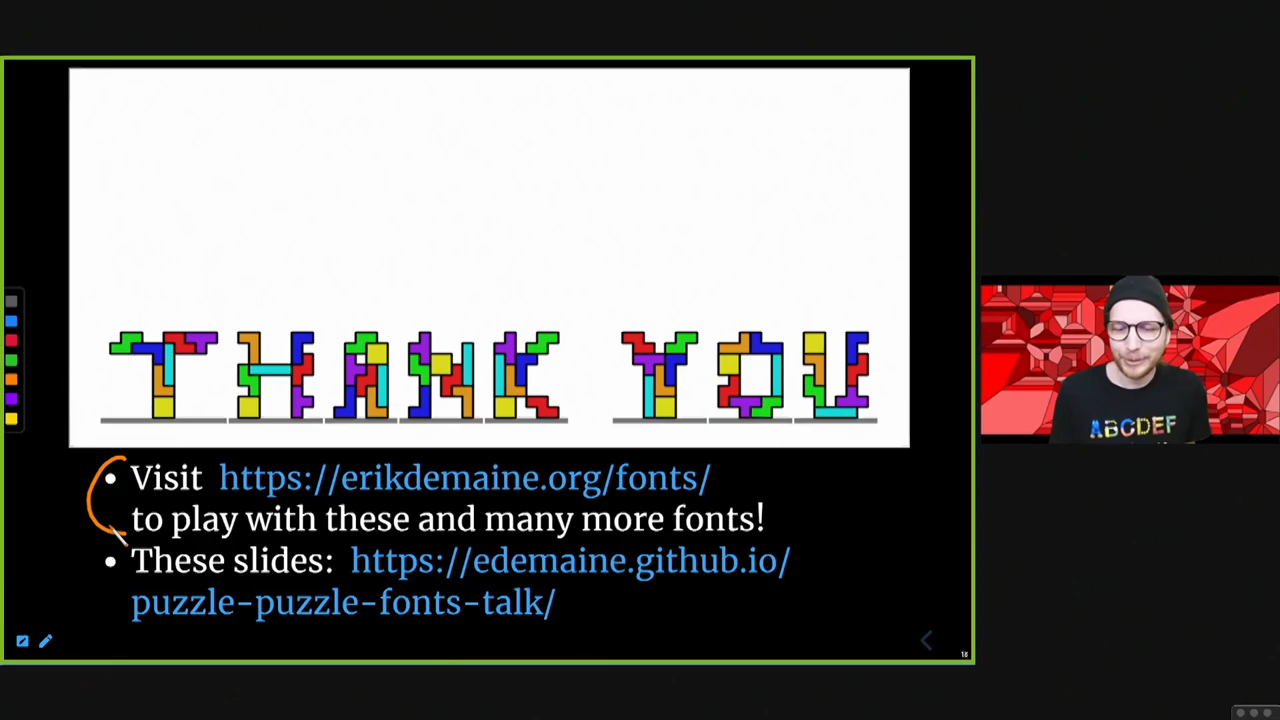 THANK YOU
• Visit https://erikdemaine.org/fonts/
to play with these and many more fonts!
• These slides: https://edemaine.github.io/
puzzle-puzzle-fonts-talk/
18
ABCDEF